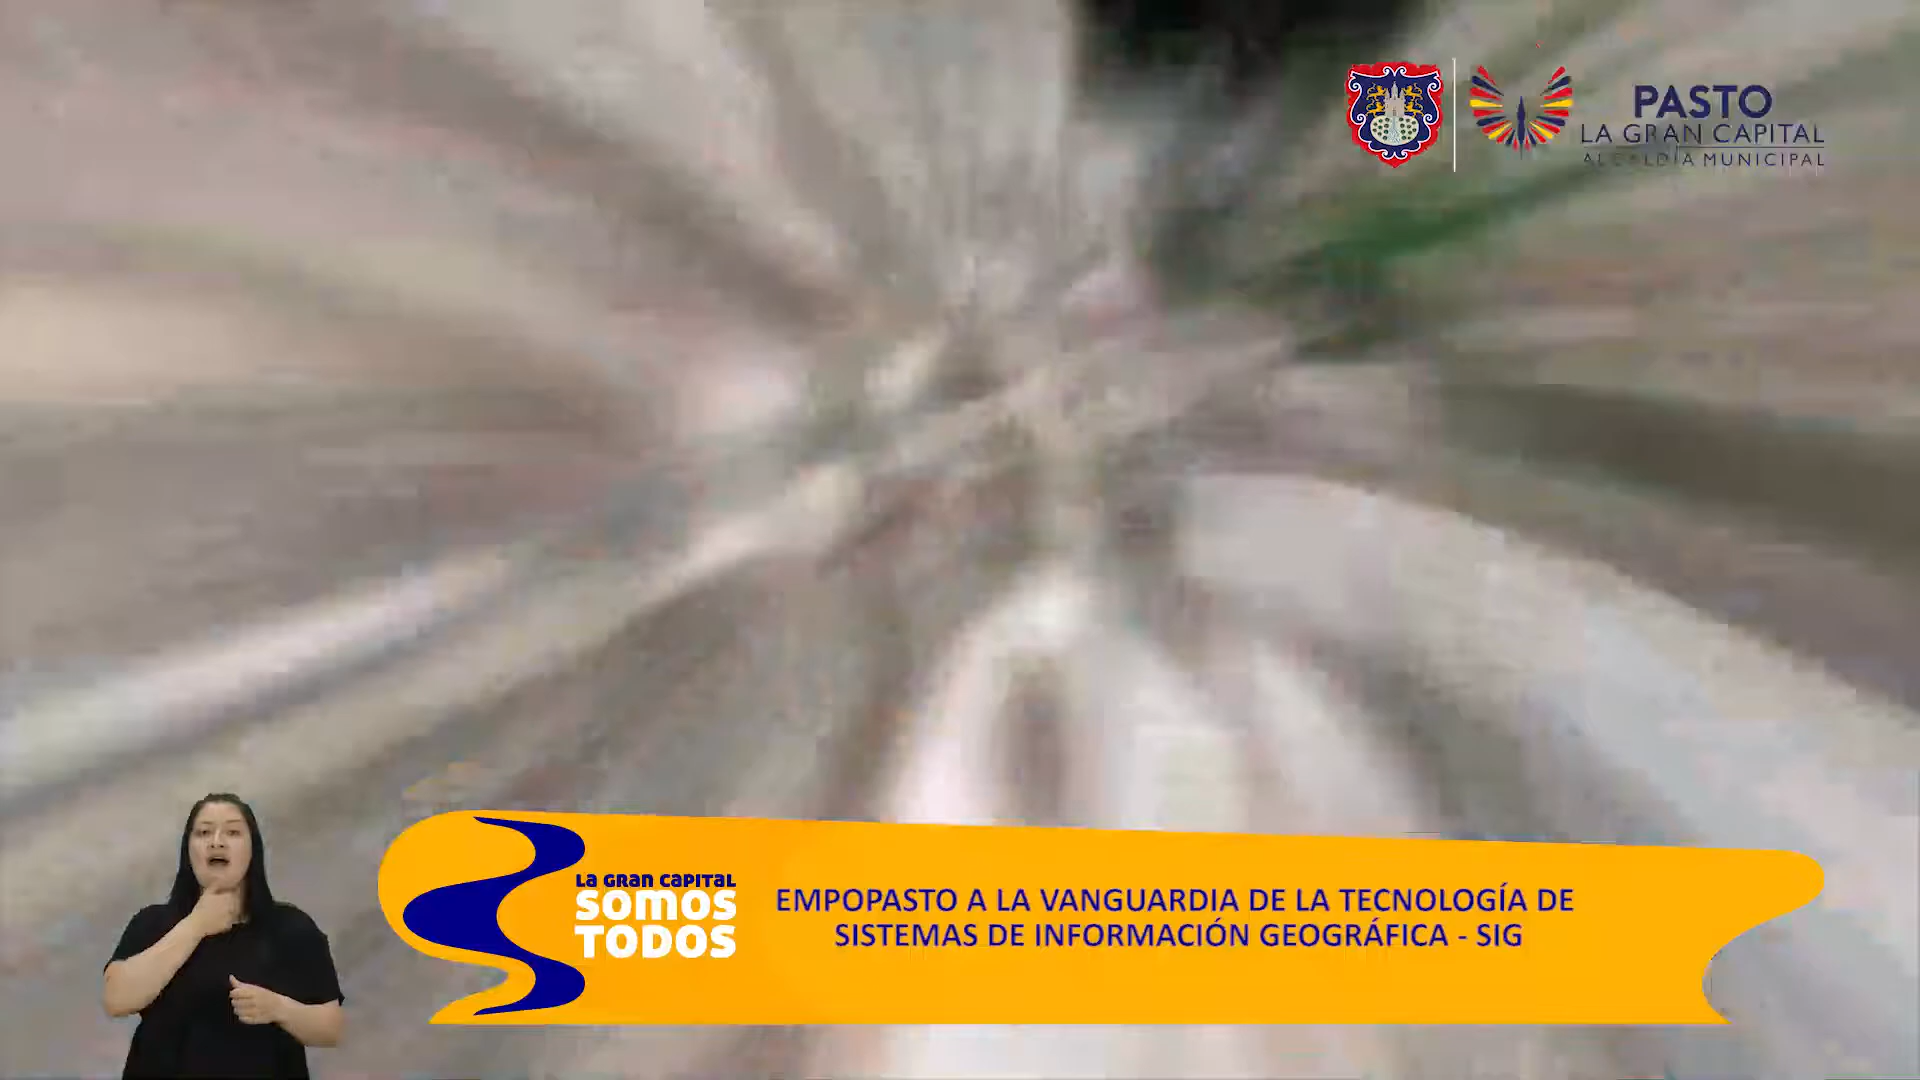 PASTO
LA GRAN CAPITAL
ALCALDÍA MUNICIPAL
LA GRAN CAPITAL
SOMOS
TODOS
EMPOPASTO A LA VANGUARDIA DE LA TECNOLOGÍA DE
SISTEMAS DE INFORMACIÓN GEOGRÁFICA - SIG